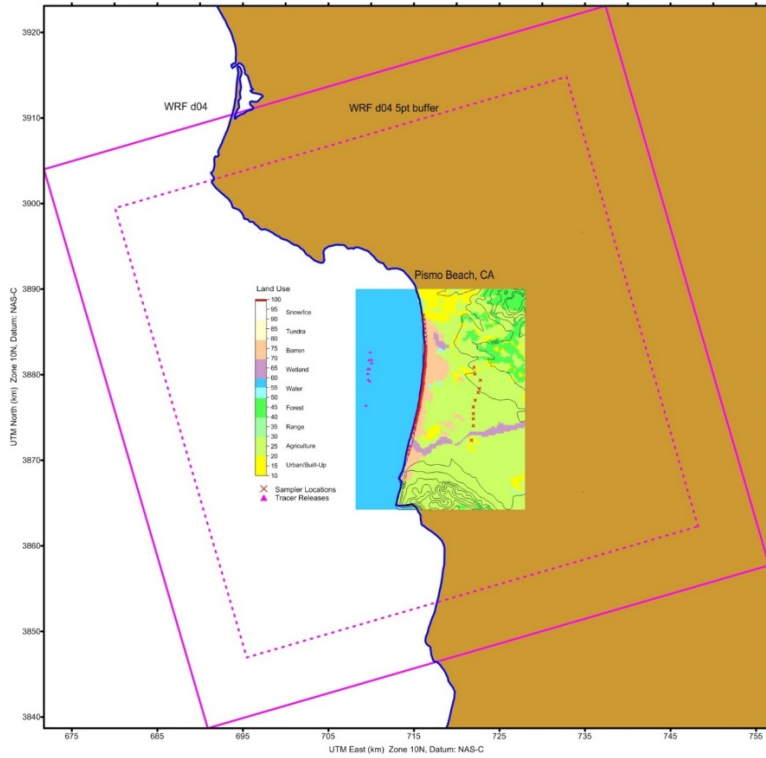 3920
WRF d04
WRF d04 5pt buffer
3910
3900
3890
Pismo Beach, CA
Land Use
100
95
Snow/Ice
90
85
Tundra
80
75
Barren
70
65
Wetland
60
55
Water
50
45
Forest
40
35
Range
30
25
Agriculture
20
15
Urban/Built-Up
10
Sampler Locations
Tracer Releases
3880
3870
3860
3850
3840
UTM North (km) Zone 10N, Datum: NAS-C
675 685 695 705 715 725 735 745 755
UTM East (km) Zone 10N, Datum: NAS-C